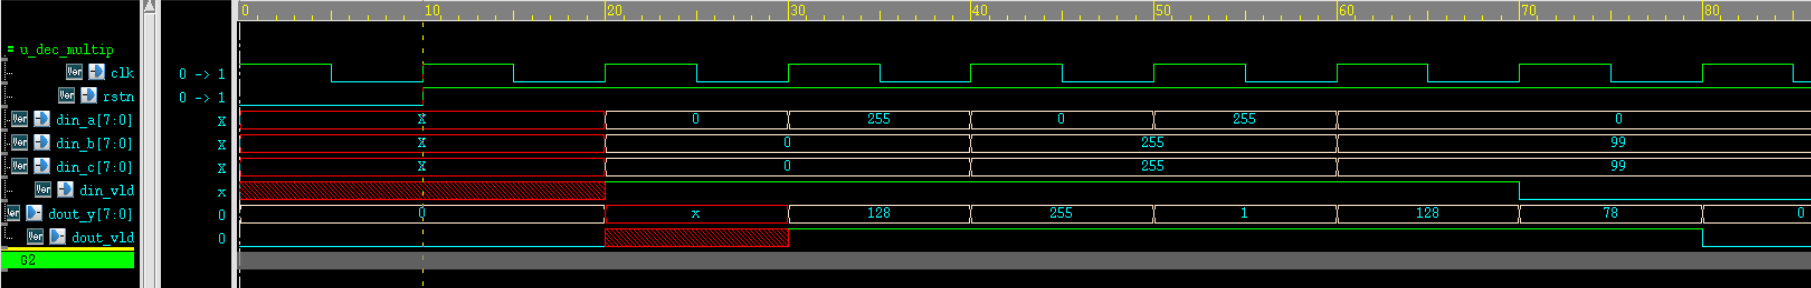 0 10 20 30 40 50 60 70 80
= u_dec_multip
Ver clk 0 -> 1
Ver rstn 0 -> 1
Ver din_a[7:0] x X 0 255 0 255 0
Ver din_b[7:0] x X 0 255 99
Ver din_c[7:0] x X 0 255 99
Ver din_vld x
Ver dout_y[7:0] 0 0 x 128 255 1 128 78 0
Ver dout_vld 0
G2